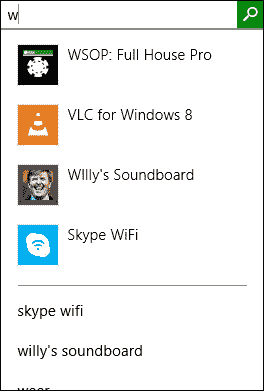 w
WSOP: Full House Pro
VLC for Windows 8
WIlly's Soundboard
Skype WiFi
skype wifi
willy's soundboard